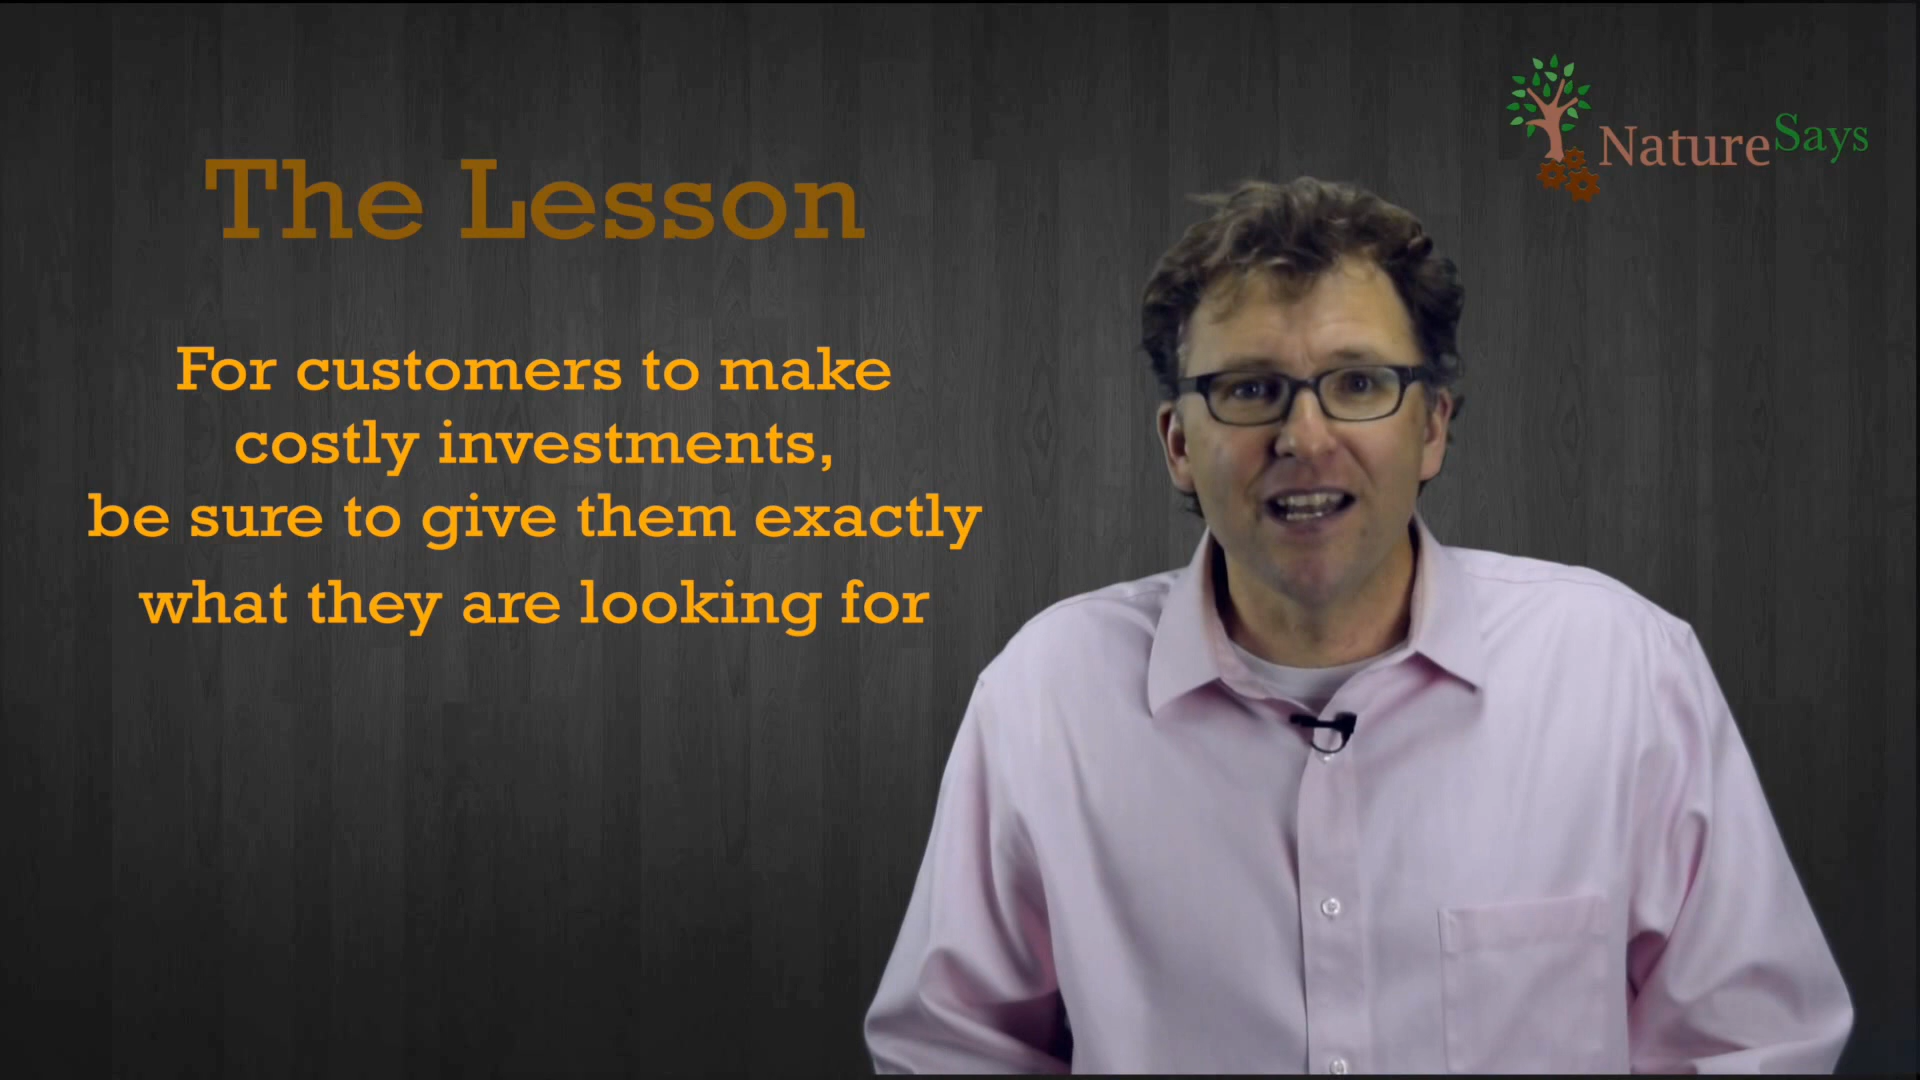 NatureSays
The Lesson
For customers to make
costly investments,
be sure to give them exactly
what they are looking for